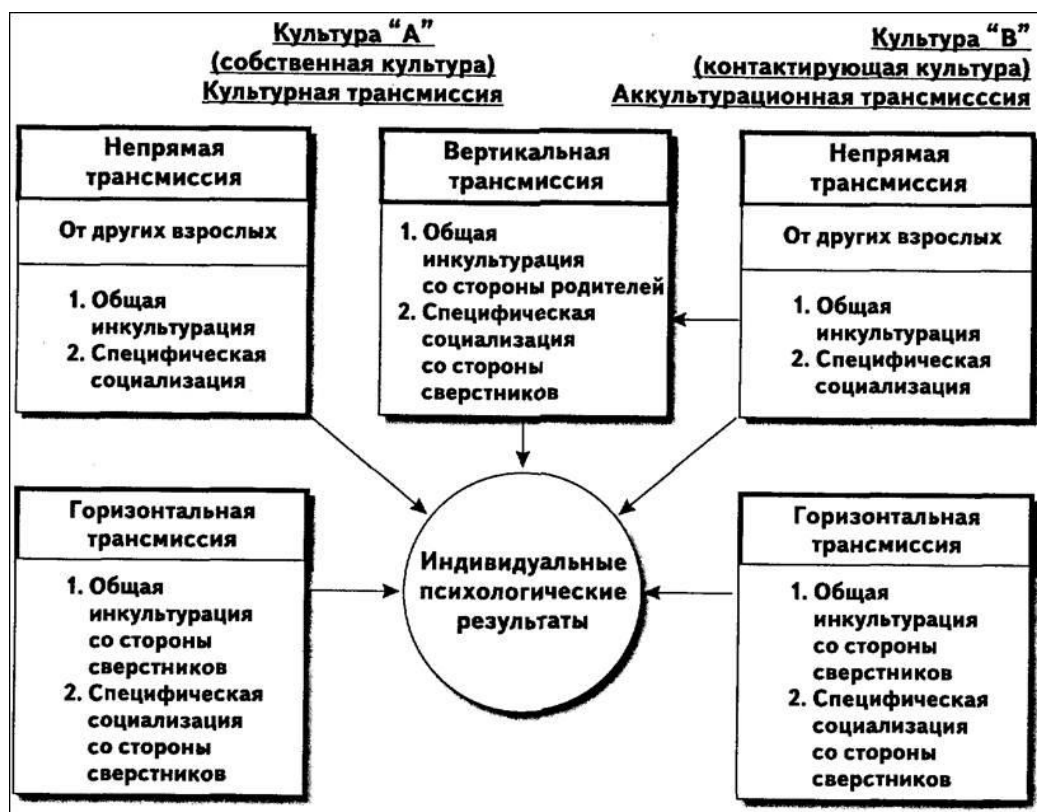 Культура “А”
(собственная культура)
Культурная трансмиссия
Культура “В”
(контактирующая культура)
Аккультурационная трансмисссия
Непрямая
трансмиссия
От других взрослых
1. Общая
инкультурация
2. Специфическая
социализация
Вертикальная
трансмиссия
1. Общая
инкультурация
со стороны родителей
2. Специфическая
социализация
со стороны
сверстников
Непрямая
трансмиссия
От других взрослых
1. Общая
инкультурация
2. Специфическая
социализация
Горизонтальная
трансмиссия
1. Общая
инкультурация
со стороны
сверстников
2. Специфическая
социализация
со стороны
сверстников
Индивидуальные
психологические
результаты
Горизонтальная
трансмиссия
1. Общая
инкультурация
со стороны
сверстников
2. Специфическая
социализация
со стороны
сверстников